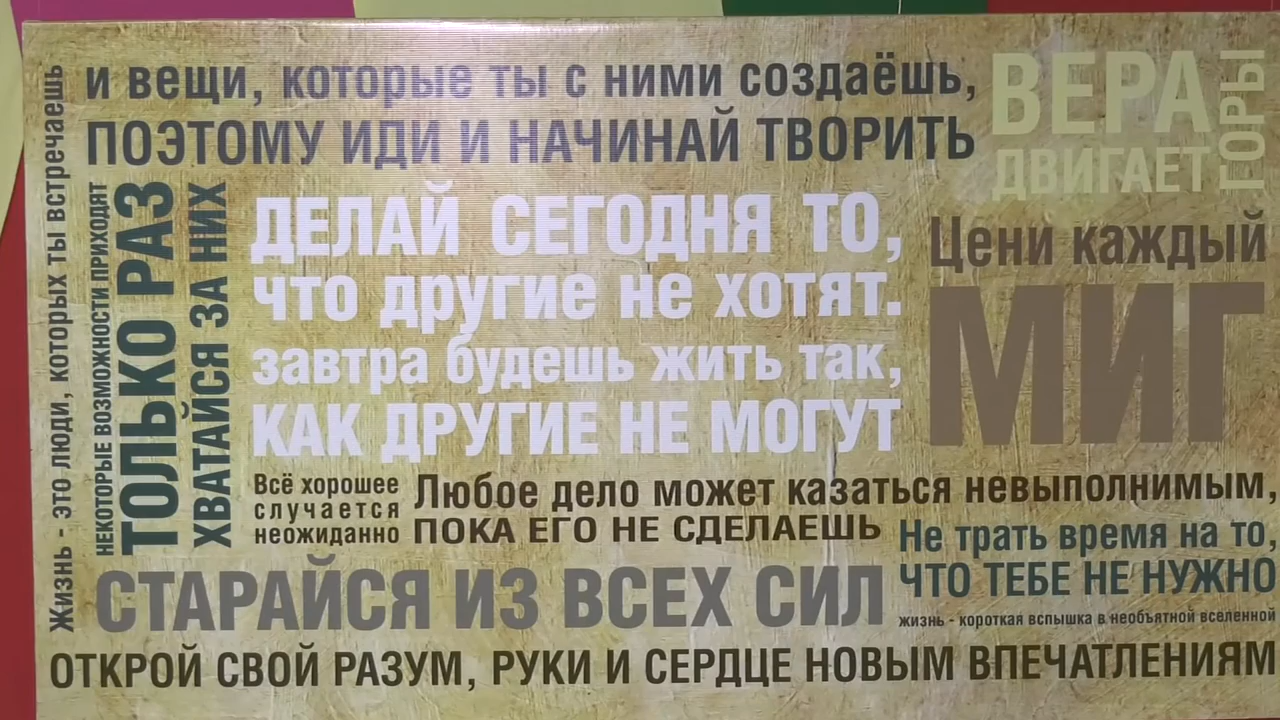 Жизнь - это люди, которых ты встречаешь
и вещи, которые ты с ними создаёшь,
ПОЭТОМУ ИДИ И НАЧИНАЙ ТВОРИТЬ
ВЕРА
ДВИГАЕТ
ГОРЫ
НЕКОТОРЫЕ ВОЗМОЖНОСТИ ПРИХОДЯТ
ТОЛЬКО РАЗ
ХВАТАЙСЯ ЗА НИХ
ДЕЛАЙ СЕГОДНЯ ТО,
что другие не хотят.
завтра будешь жить так,
КАК ДРУГИЕ НЕ МОГУТ
Цени каждый
МИГ
Всё хорошее
случается
неожиданно
Любое дело может казаться невыполнимым,
ПОКА ЕГО НЕ СДЕЛАЕШЬ
Не трать время на то,
ЧТО ТЕБЕ НЕ НУЖНО
СТАРАЙСЯ ИЗ ВСЕХ СИЛ
жизнь - короткая вспышка в необъятной вселенной
ОТКРОЙ СВОЙ РАЗУМ, РУКИ И СЕРДЦЕ НОВЫМ ВПЕЧАТЛЕНИЯМ